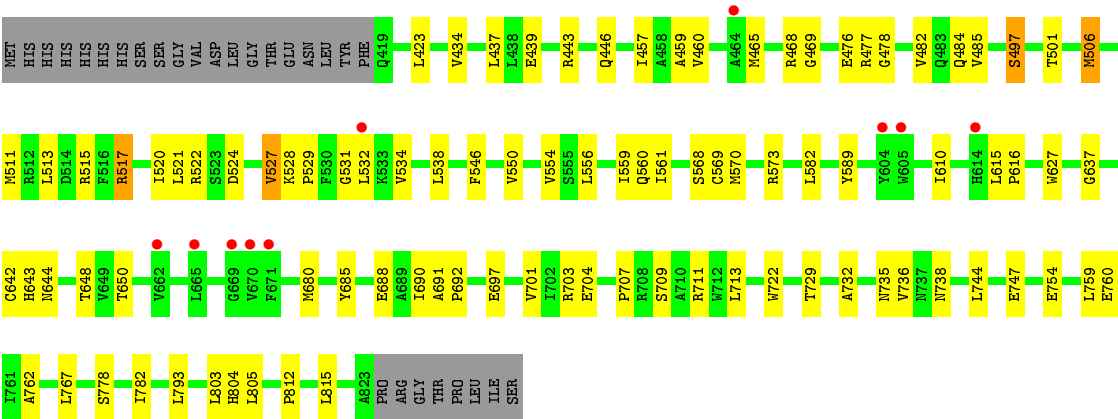 MET HIS HIS HIS HIS HIS HIS SER SER GLY VAL ASP LEU GLY THR GLU ASN LEU TYR PHE Q419 L423 V434 L437 L438 E439 R443 Q446 I457 A458 A459 V460 A464 M465 R468 G469 E476 R477 G478 V482 Q483 Q484 V485 S497 T501 M506
M511 R512 L513 D514 R515 F516 R517 I520 L521 R522 S523 D524 V527 K528 P529 F530 G531 L532 K533 V534 L538 F546 V550 V554 S555 L556 I559 Q560 I561 S568 C569 M570 R573 L582 Y589 Y604 W605 I610 H614 L615 P616 W627 G637
C642 H643 N644 T648 V649 T650 V662 L665 G669 V670 F671 M680 Y685 E688 A689 I690 A691 P692 E697 V701 I702 R703 E704 P707 R708 S709 A710 R711 W712 L713 W722 T729 A732 N735 V736 N737 N738 L744 E747 E754 L759 E760
I761 A762 L767 S778 I782 L793 L803 H804 L805 P812 L815 A823 PRO ARG GLY THR PRO LEU ILE SER